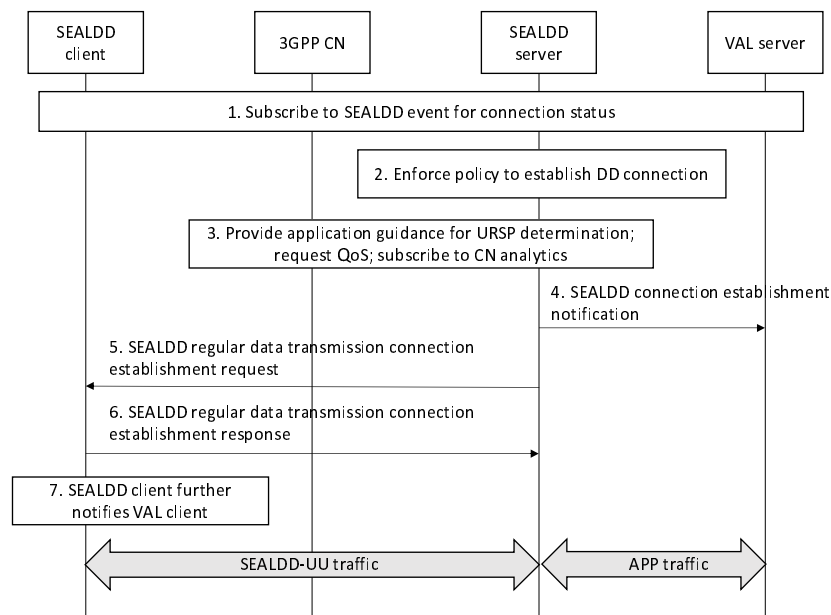 SEALDD
client
3GPP CN
SEALDD
server
VAL server
1. Subscribe to SEALDD event for connection status
2. Enforce policy to establish DD connection
3. Provide application guidance for URSP determination;
request QoS; subscribe to CN analytics
4. SEALDD connection establishment
notification
5. SEALDD regular data transmission connection
establishment request
6. SEALDD regular data transmission connection
establishment response
7. SEALDD client further
notifies VAL client
SEALDD-UU traffic
APP traffic